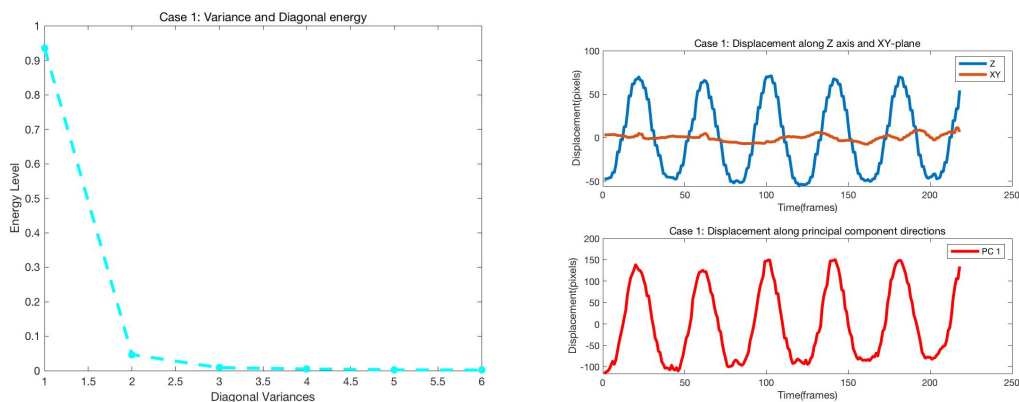 Case 1: Variance and Diagonal energy
1
0.9
0.8
0.7
0.6
0.5
0.4
0.3
0.2
0.1
0
Energy Level
1 1.5 2 2.5 3 3.5 4 4.5 5 5.5 6
Diagonal Variances
Case 1: Displacement along Z axis and XY-plane
100
50
0
-50
Displacement(pixels)
Z
XY
0 50 100 150 200 250
Time(frames)
Case 1: Displacement along principal component directions
200
150
100
50
0
-50
-100
Displacement(pixels)
PC 1
0 50 100 150 200 250
Time(frames)